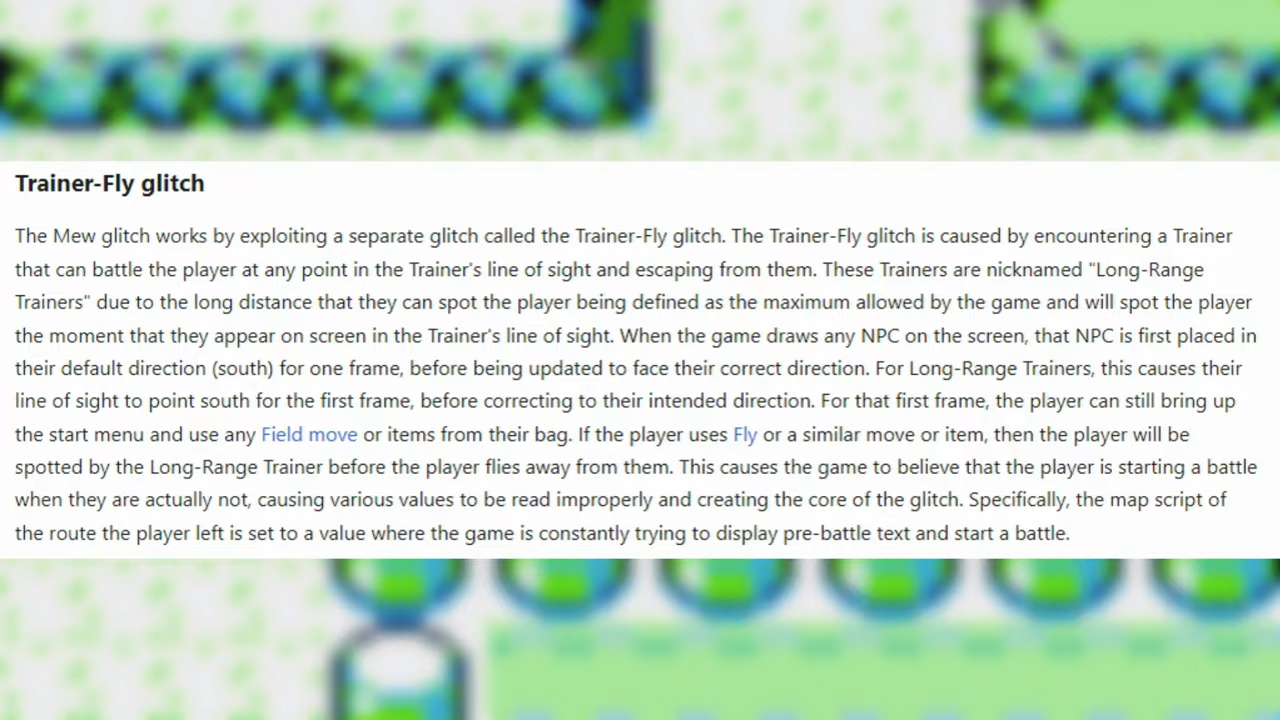 Trainer-Fly glitch
The Mew glitch works by exploiting a separate glitch called the Trainer-Fly glitch. The Trainer-Fly glitch is caused by encountering a Trainer
that can battle the player at any point in the Trainer's line of sight and escaping from them. These Trainers are nicknamed "Long-Range
Trainers" due to the long distance that they can spot the player being defined as the maximum allowed by the game and will spot the player
the moment that they appear on screen in the Trainer's line of sight. When the game draws any NPC on the screen, that NPC is first placed in
their default direction (south) for one frame, before being updated to face their correct direction. For Long-Range Trainers, this causes their
line of sight to point south for the first frame, before correcting to their intended direction. For that first frame, the player can still bring up
the start menu and use any Field move or items from their bag. If the player uses Fly or a similar move or item, then the player will be
spotted by the Long-Range Trainer before the player flies away from them. This causes the game to believe that the player is starting a battle
when they are actually not, causing various values to be read improperly and creating the core of the glitch. Specifically, the map script of
the route the player left is set to a value where the game is constantly trying to display pre-battle text and start a battle.